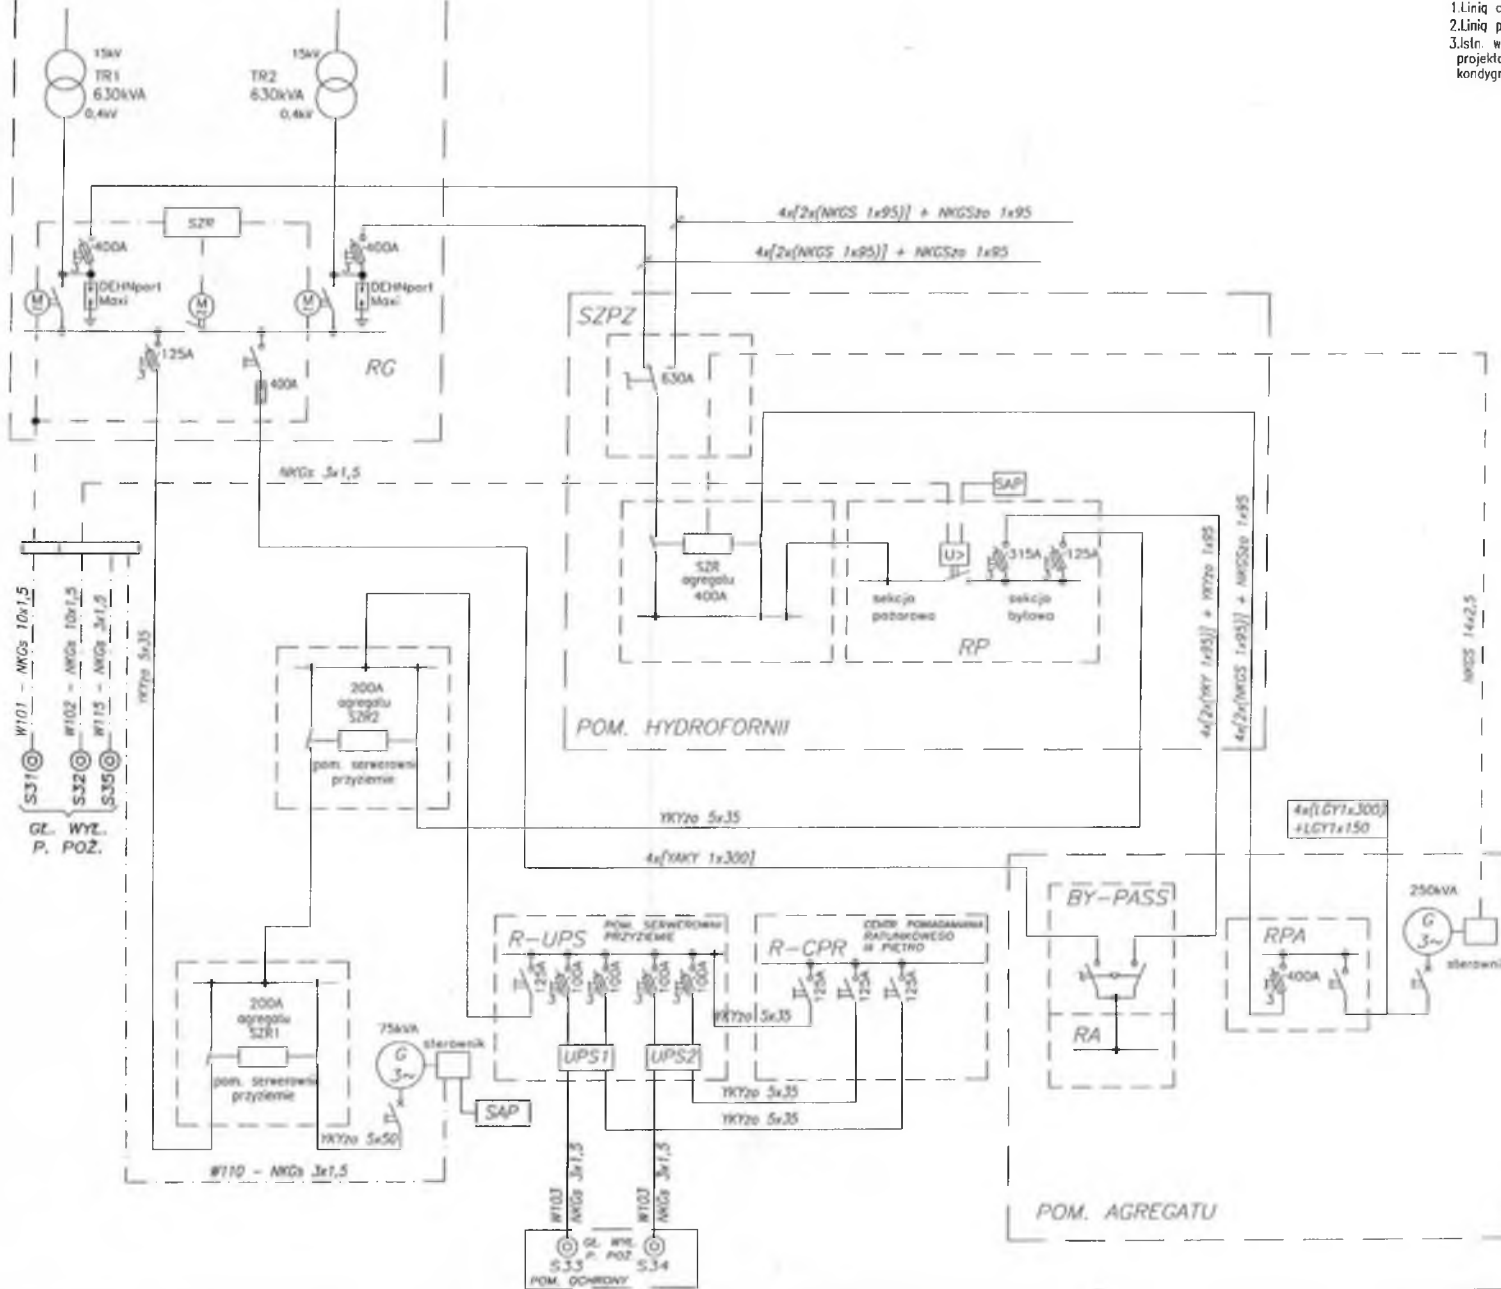 1.Linią
2.Linią
3.Istn.
kondygn
15kV
TR1
630kVA
0,4kV
15kV
TR2
630kVA
0,4kV
SZR
400A
400A
DEHNport
Maxi
DEHNport
Maxi
M
M
M
125A
400A
RG
4x[2x(NKGS 1x95)] + NKGSżo 1x95
4x[2x(NKGS 1x95)] + NKGSżo 1x95
SZPZ
630A
NKGs 3x1,5
SAP
U>
315A
125A
SZR
agregatu
400A
sekcja
pożarowa
sekcja
bytowa
RP
POM. HYDROFORNII
4x[2x(YKY 1x95)] + YKYżo 1x95
4x[2x(NKGS 1x95)] + NKGSżo 1x95
NKGS 14x2,5
W101 - NKGs 10x1,5
W102 - NKGs 10x1,5
W115 - NKGs 3x1,5
YKYżo 5x35
S31
S32
S35
GŁ. WYŁ.
P. POŻ.
200A
agregatu
SZR2
pom. serwerowni
przyziemie
YKYżo 5x35
4x[YAKY 1x300]
4x(LGY1x300)
+LGY1x150
R-UPS
POM. SERWEROWNI
PRZYZIEMIE
125A
100A
100A
100A
100A
R-CPR
CENTR POWIADAMIANIA
RATUNKOWEGO
III PIĘTRO
125A
125A
125A
YKYżo 5x35
UPS1
UPS2
YKYżo 5x35
YKYżo 5x35
BY-PASS
RA
RPA
400A
250kVA
G
3~
sterownik
POM. AGREGATU
200A
agregatu
SZR1
pom. serwerowni
przyziemie
75kVA
G
3~
sterownik
SAP
YKYżo 5x50
W110 - NKGs 3x1,5
W103
NKGs 3x1,5
W103
NKGs 3x1,5
GŁ. WYŁ.
P. POŻ
S33
S34
POM. OCHRONY